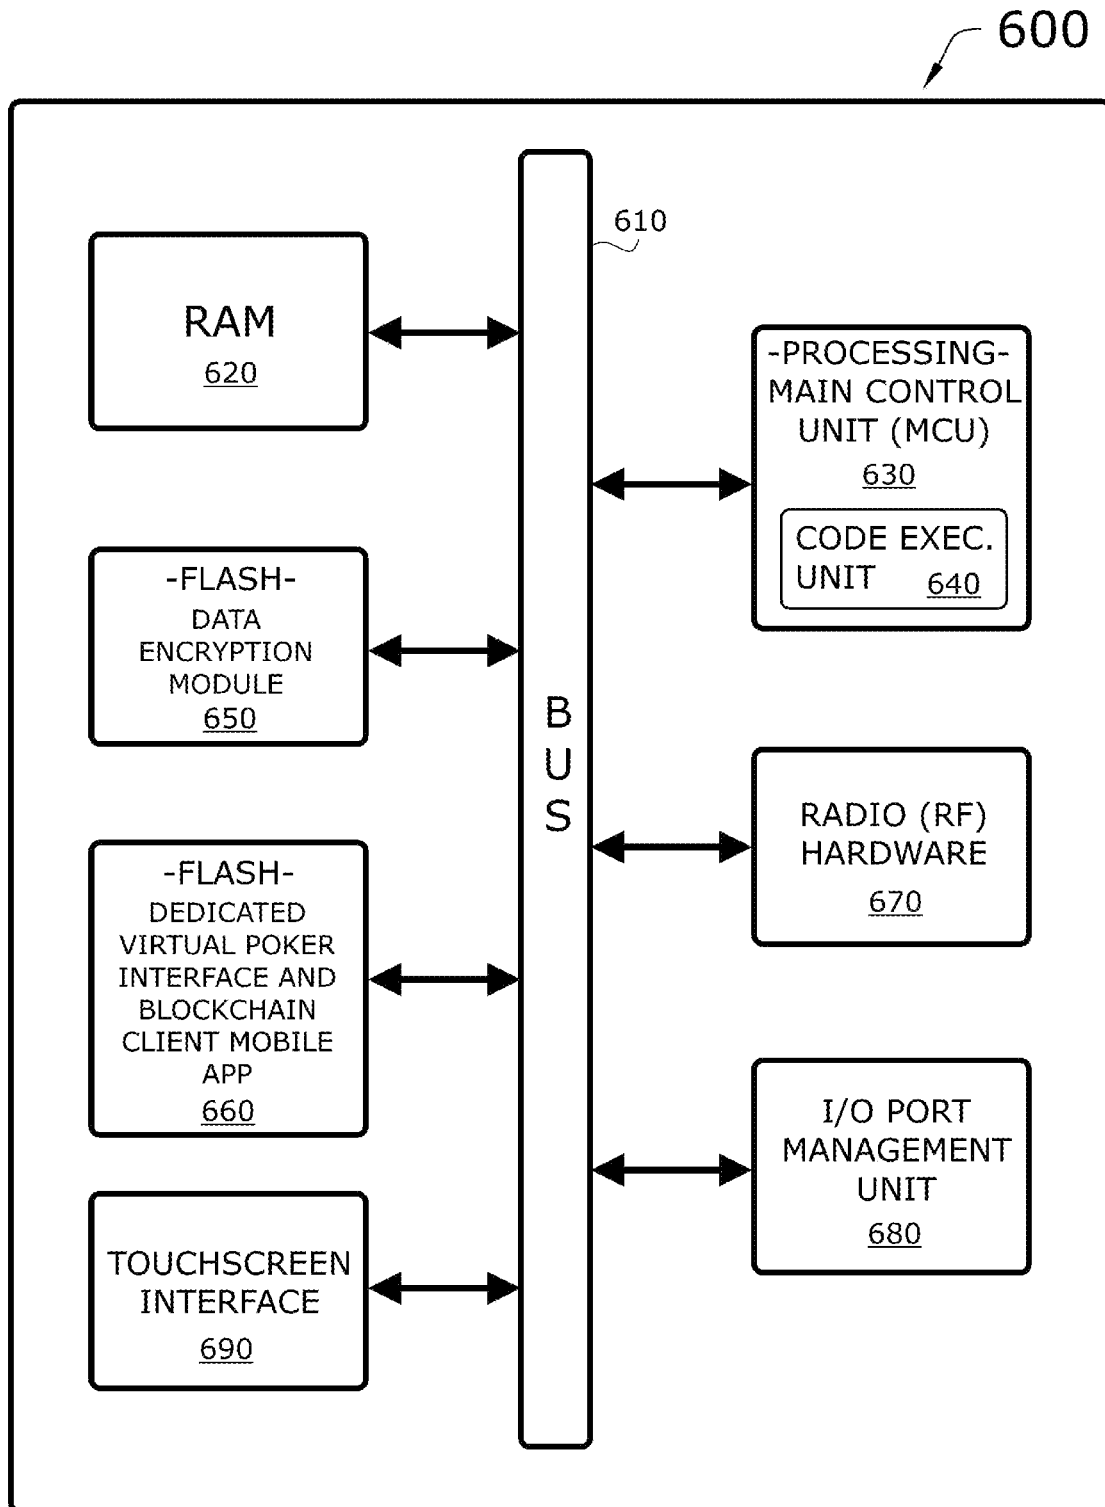 600
610
RAM
620
-PROCESSING-
MAIN CONTROL
UNIT (MCU)
630
CODE EXEC.
UNIT 640
-FLASH-
DATA
ENCRYPTION
MODULE
650
B
U
S
RADIO (RF)
HARDWARE
670
-FLASH-
DEDICATED
VIRTUAL POKER
INTERFACE AND
BLOCKCHAIN
CLIENT MOBILE
APP
660
I/O PORT
MANAGEMENT
UNIT
680
TOUCHSCREEN
INTERFACE
690